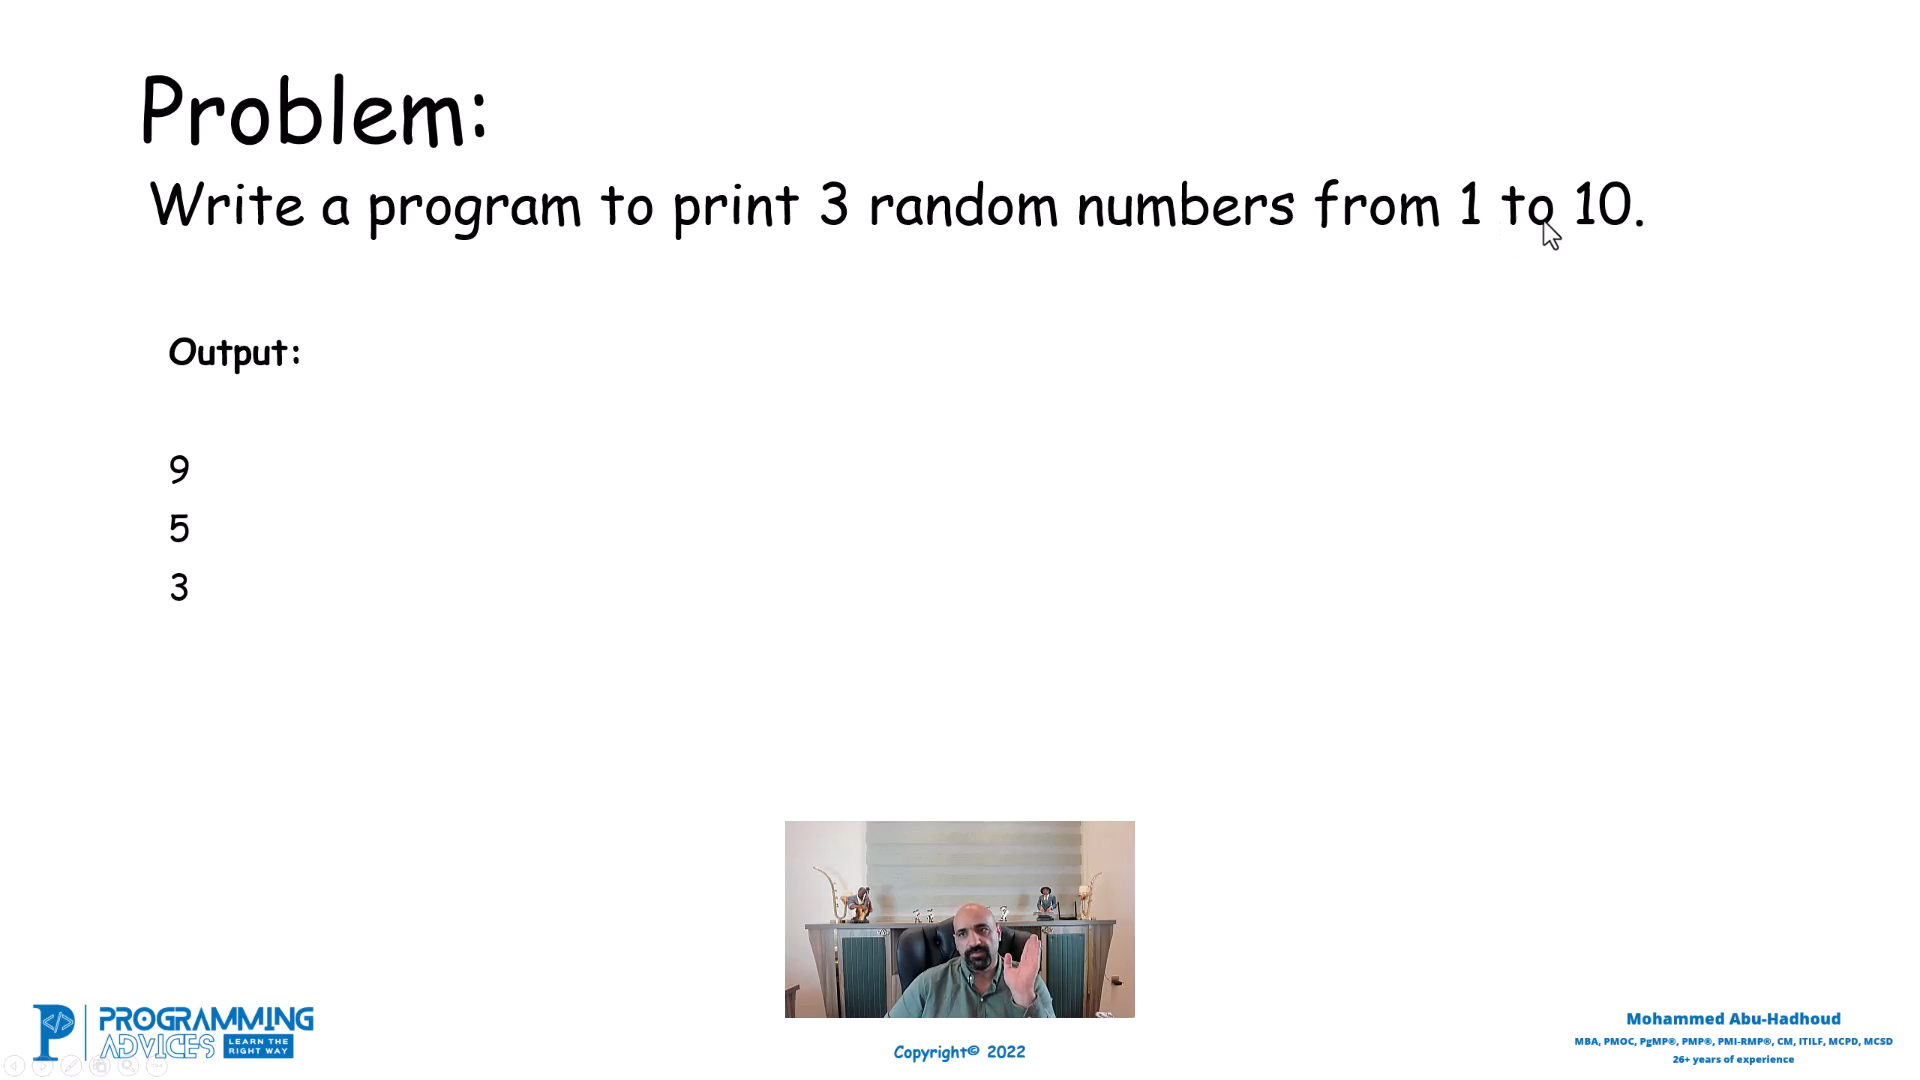 Problem:
Write a program to print 3 random numbers from 1 to 10.
Output:
9
5
3
PROGRAMMING
ADVICES
LEARN THE
RIGHT WAY
Copyright© 2022
Mohammed Abu-Hadhoud
MBA, PMOC, PgMP®, PMP®, PMI-RMP®, CM, ITILF, MCPD, MCSD
26+ years of experience